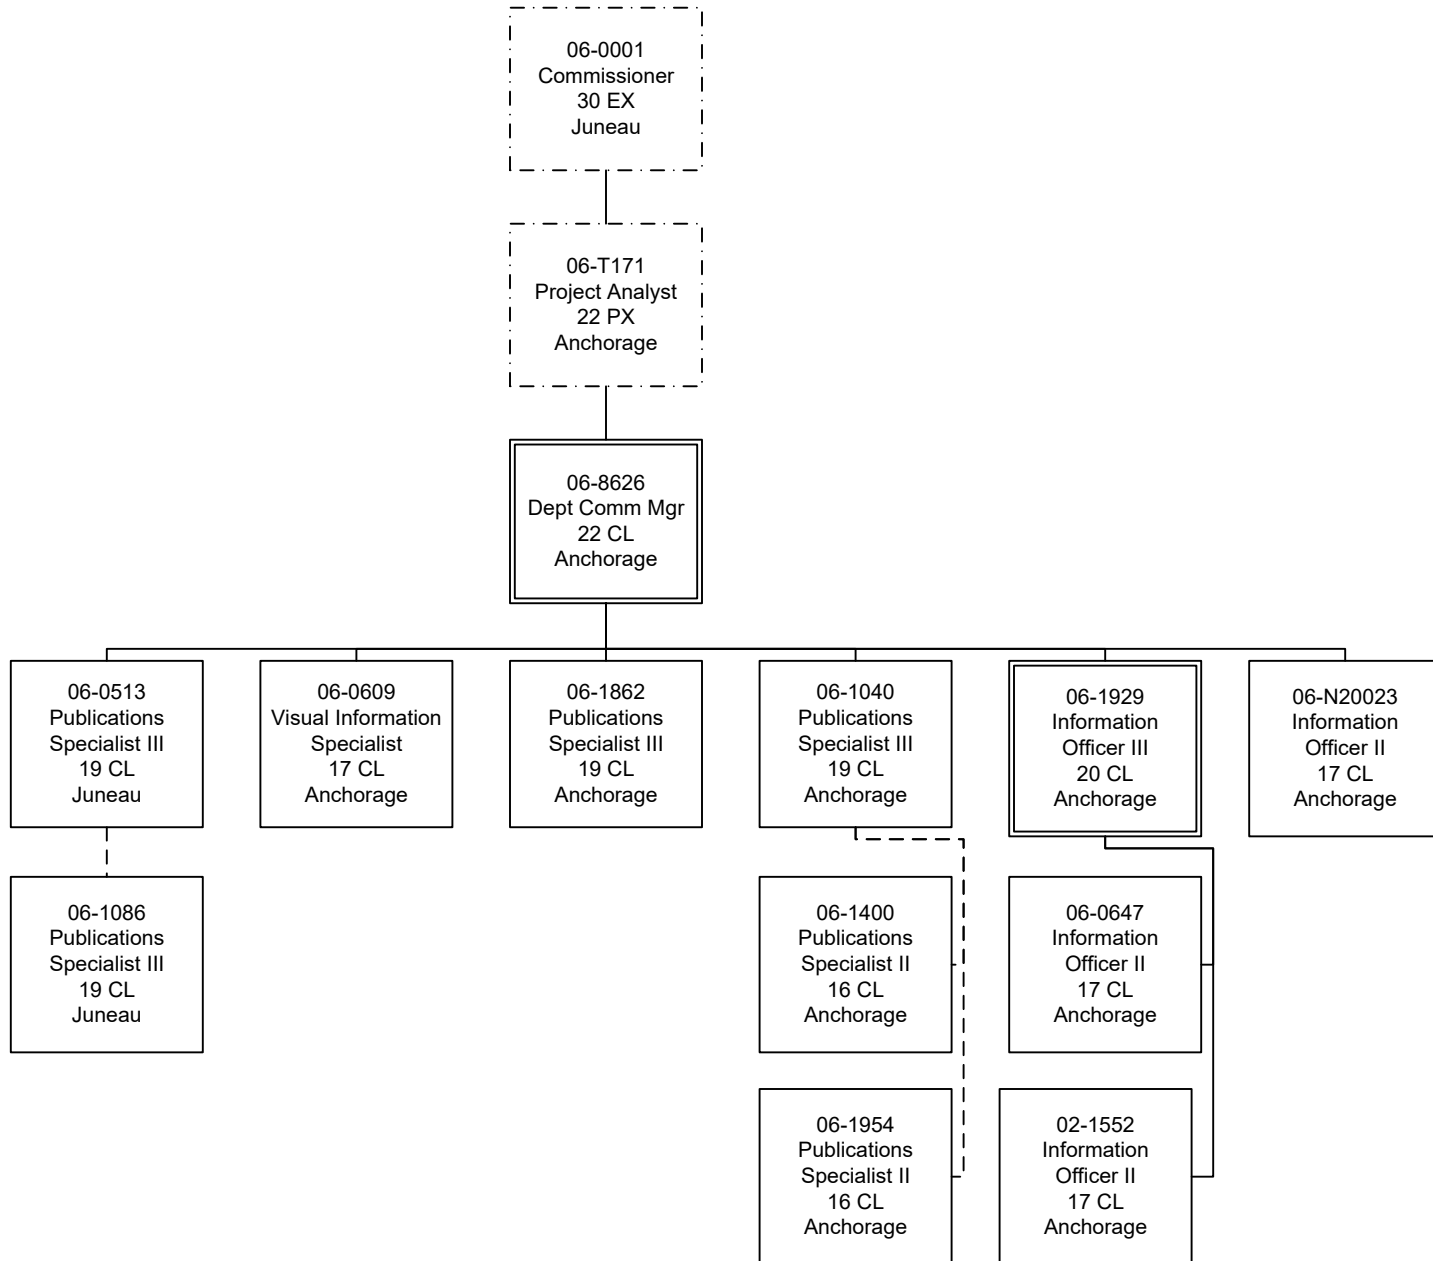 06-0001
Commissioner
30 EX
Juneau
06-T171
Project Analyst
22 PX
Anchorage
06-8626
Dept Comm Mgr
22 CL
Anchorage
06-0513
Publications
Specialist III
19 CL
Juneau
06-0609
Visual Information
Specialist
17 CL
Anchorage
06-1862
Publications
Specialist III
19 CL
Anchorage
06-1040
Publications
Specialist III
19 CL
Anchorage
06-1929
Information
Officer III
20 CL
Anchorage
06-N20023
Information
Officer II
17 CL
Anchorage
06-1086
Publications
Specialist III
19 CL
Juneau
06-1400
Publications
Specialist II
16 CL
Anchorage
06-0647
Information
Officer II
17 CL
Anchorage
06-1954
Publications
Specialist II
16 CL
Anchorage
02-1552
Information
Officer II
17 CL
Anchorage